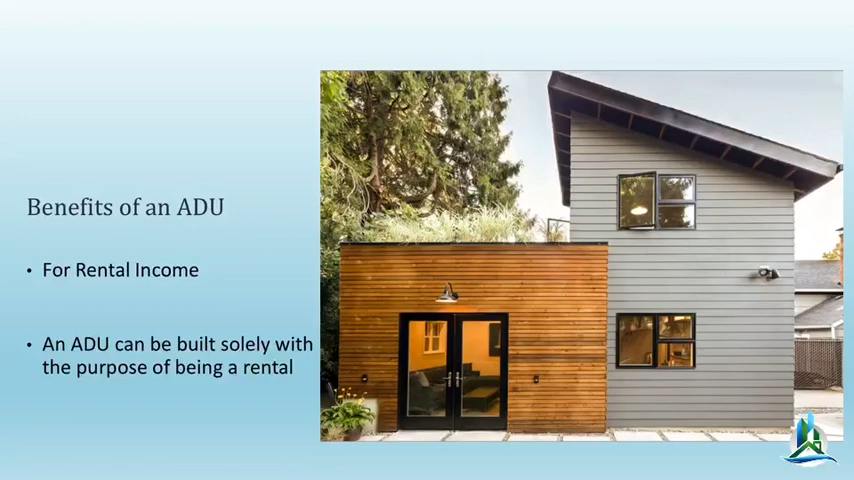 Benefits of an ADU
• For Rental Income
• An ADU can be built solely with
the purpose of being a rental